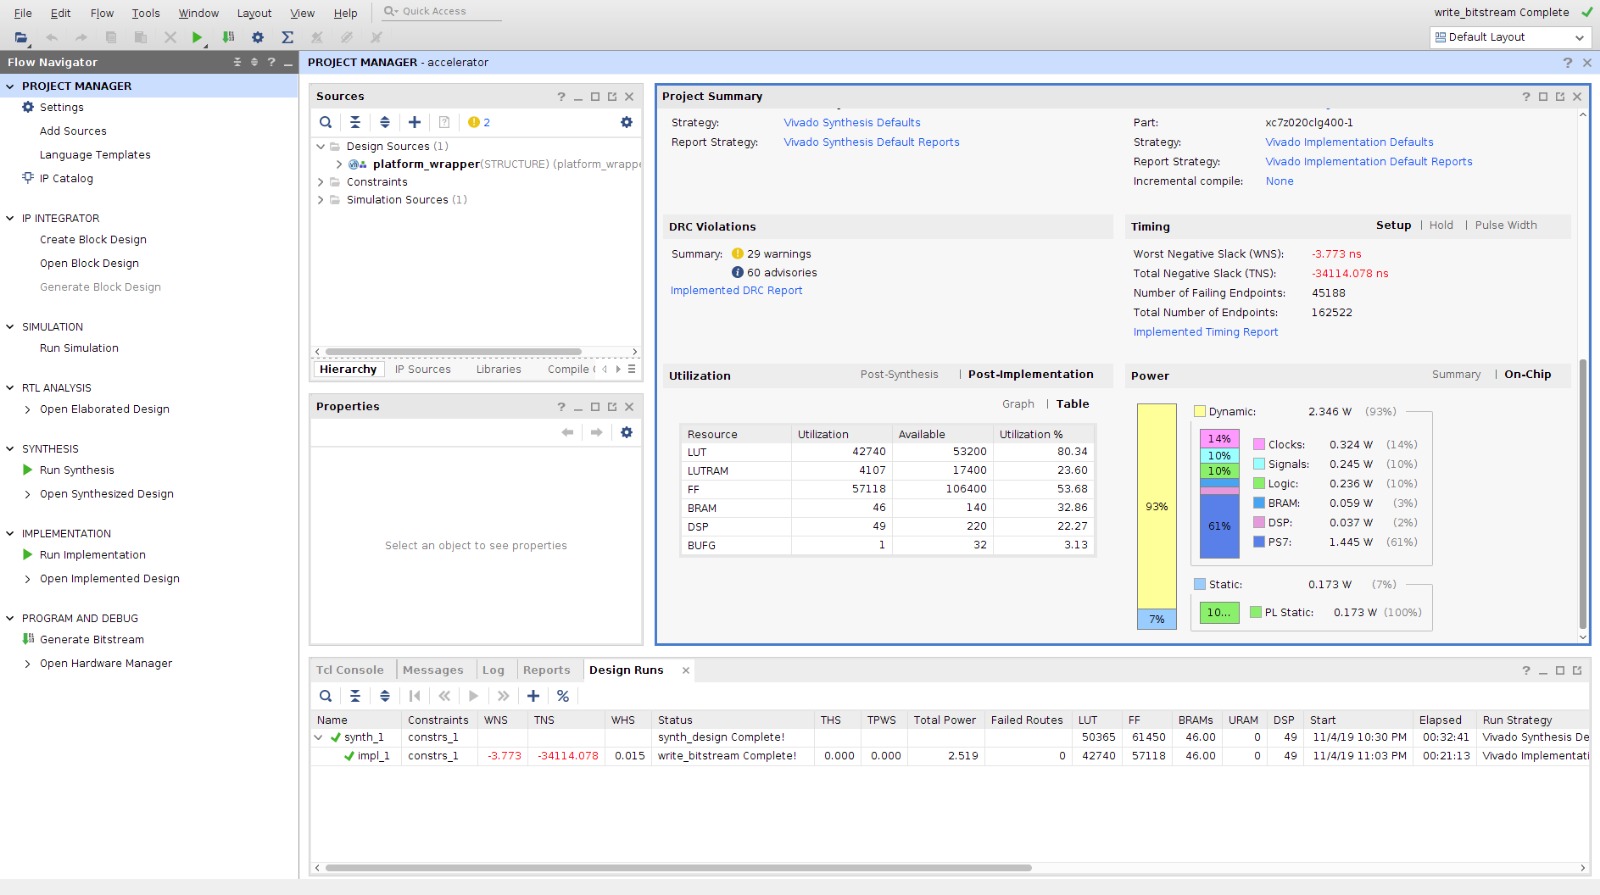 File Edit Flow Tools Window Layout View Help Quick Access write_bitstream Complete
Default Layout
Flow Navigator ?
PROJECT MANAGER
Settings
Add Sources
Language Templates
IP Catalog
IP INTEGRATOR
Create Block Design
Open Block Design
Generate Block Design
SIMULATION
Run Simulation
RTL ANALYSIS
Open Elaborated Design
SYNTHESIS
Run Synthesis
Open Synthesized Design
IMPLEMENTATION
Run Implementation
Open Implemented Design
PROGRAM AND DEBUG
Generate Bitstream
Open Hardware Manager
PROJECT MANAGER - accelerator ?
Sources ?
2
Design Sources (1)
platform_wrapper(STRUCTURE) (platform_wrappe
Constraints
Simulation Sources (1)
Hierarchy IP Sources Libraries Compile
Properties ?
Select an object to see properties
Project Summary ?
Strategy: Vivado Synthesis Defaults
Report Strategy: Vivado Synthesis Default Reports
Part: xc7z020clg400-1
Strategy: Vivado Implementation Defaults
Report Strategy: Vivado Implementation Default Reports
Incremental compile: None
DRC Violations
Summary: 29 warnings
60 advisories
Implemented DRC Report
Timing Setup | Hold | Pulse Width
Worst Negative Slack (WNS): -3.773 ns
Total Negative Slack (TNS): -34114.078 ns
Number of Failing Endpoints: 45188
Total Number of Endpoints: 162522
Implemented Timing Report
Utilization Post-Synthesis | Post-Implementation
Graph | Table
Resource Utilization Available Utilization %
LUT 42740 53200 80.34
LUTRAM 4107 17400 23.60
FF 57118 106400 53.68
BRAM 46 140 32.86
DSP 49 220 22.27
BUFG 1 32 3.13
Power Summary | On-Chip
93%
7%
Dynamic: 2.346 W (93%)
14%
10%
10%
61%
Clocks: 0.324 W (14%)
Signals: 0.245 W (10%)
Logic: 0.236 W (10%)
BRAM: 0.059 W (3%)
DSP: 0.037 W (2%)
PS7: 1.445 W (61%)
Static: 0.173 W (7%)
10... PL Static: 0.173 W (100%)
Tcl Console Messages Log Reports Design Runs ?
Name Constraints WNS TNS WHS Status THS TPWS Total Power Failed Routes LUT FF BRAMs URAM DSP Start Elapsed Run Strategy
synth_1 constrs_1 synth_design Complete! 50365 61450 46.00 0 49 11/4/19 10:30 PM 00:32:41 Vivado Synthesis De
impl_1 constrs_1 -3.773 -34114.078 0.015 write_bitstream Complete! 0.000 0.000 2.519 0 42740 57118 46.00 0 49 11/4/19 11:03 PM 00:21:13 Vivado Implementati